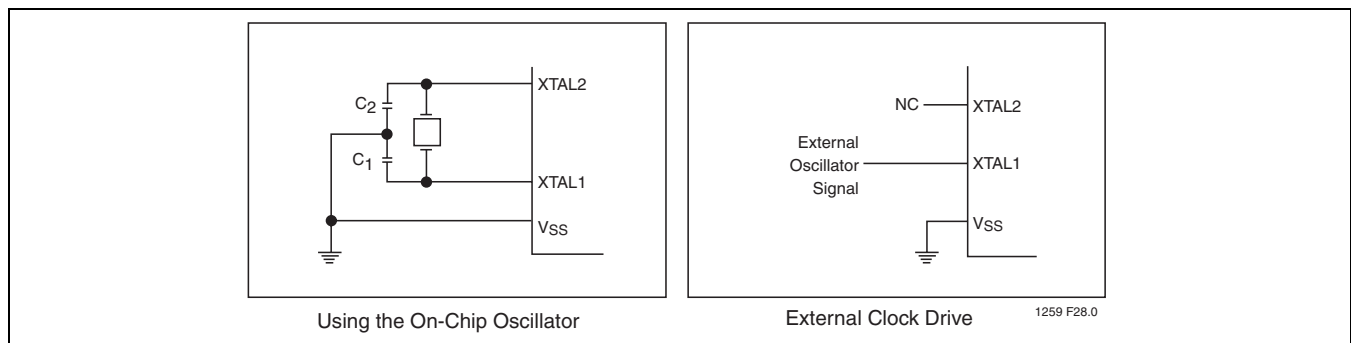 C2
C1
XTAL2
XTAL1
VSS
Using the On-Chip Oscillator
NC
XTAL2
External
Oscillator
Signal
XTAL1
VSS
External Clock Drive
1259 F28.0